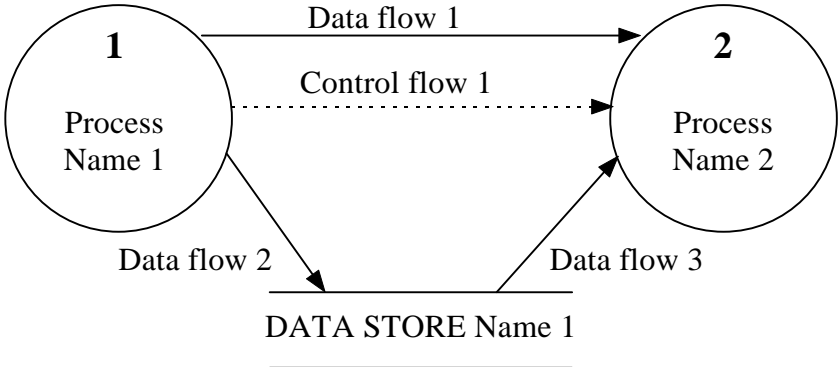 Data flow 1
1
2
Control flow 1
Process
Name 1
Process
Name 2
Data flow 2
Data flow 3
DATA STORE Name 1